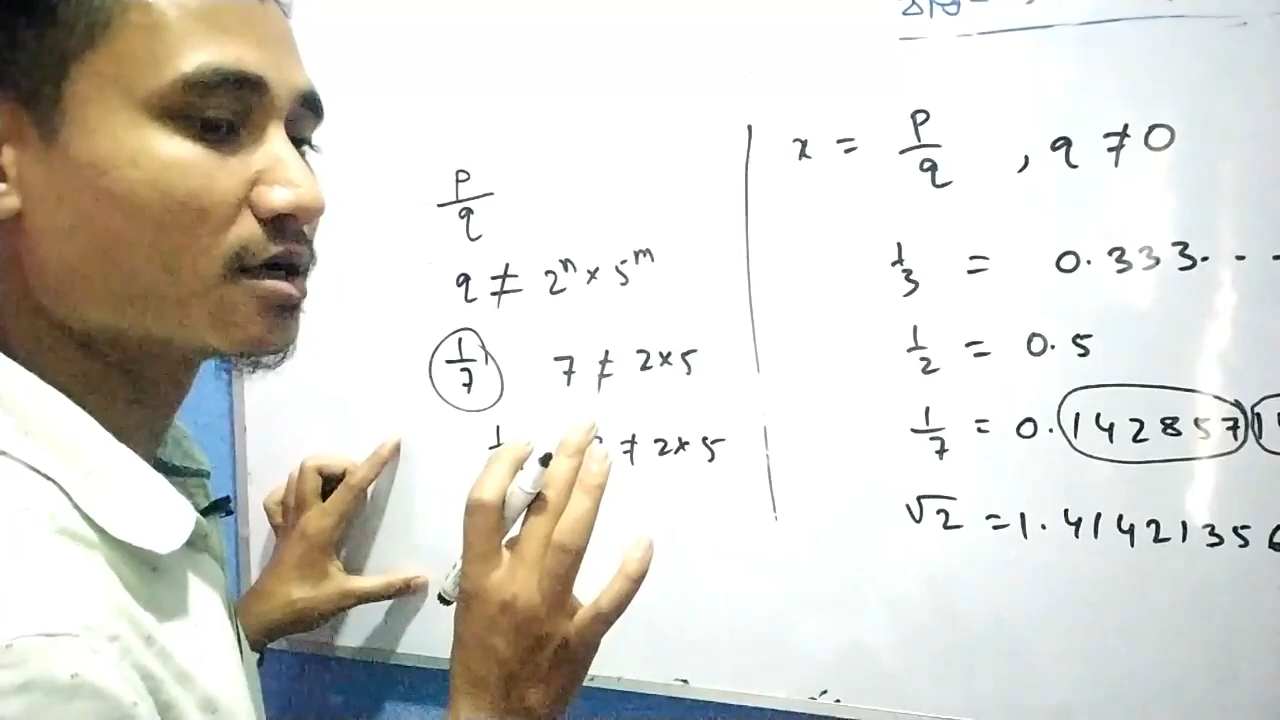 p/q
q ≠ 2ⁿ × 5ᵐ
1/7 7 ≠ 2×5
1 ≠ 2×5
x = p/q , q ≠ 0
1/3 = 0.333...
1/2 = 0.5
1/7 = 0.142857
√2 = 1.4142135